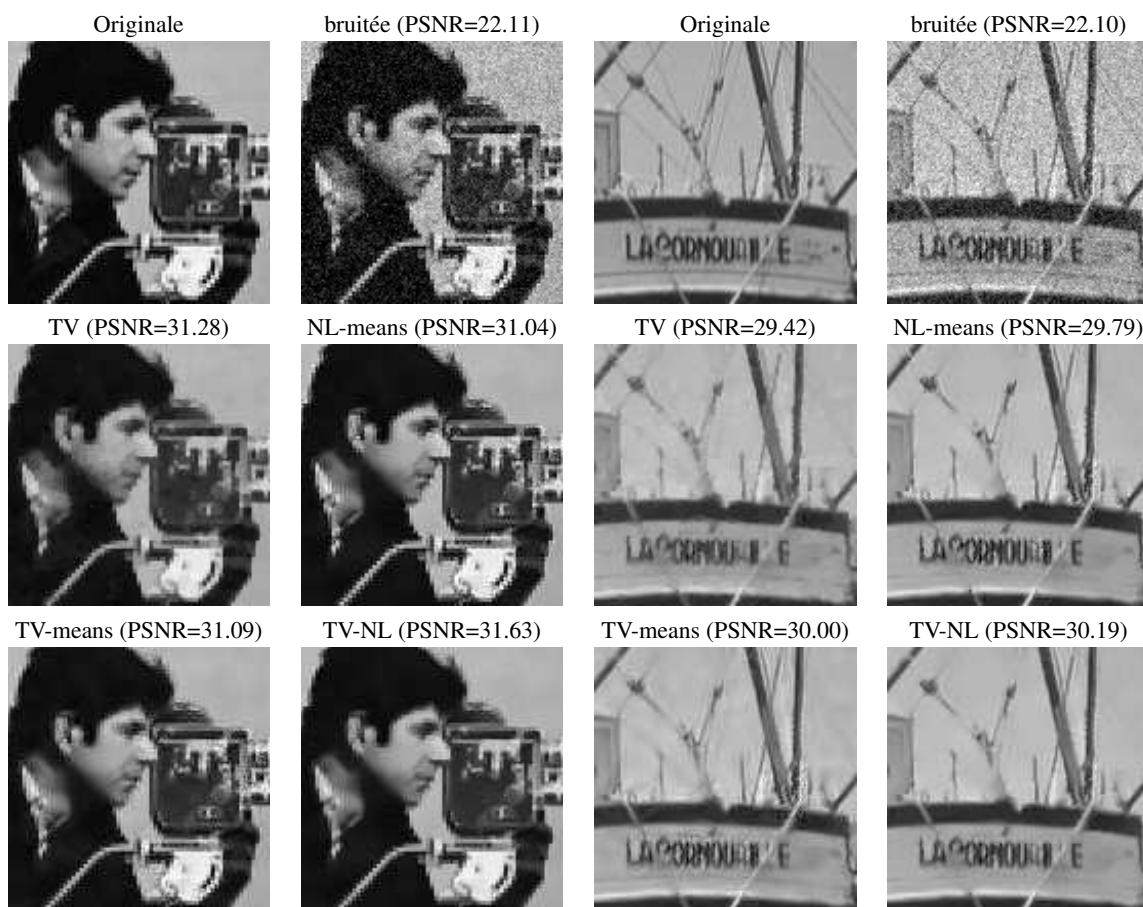 Originale
bruitée (PSNR=22.11)
Originale
bruitée (PSNR=22.10)
LACORNOUAILLE
TV (PSNR=31.28)
NL-means (PSNR=31.04)
TV (PSNR=29.42)
NL-means (PSNR=29.79)
TV-means (PSNR=31.09)
TV-NL (PSNR=31.63)
TV-means (PSNR=30.00)
TV-NL (PSNR=30.19)